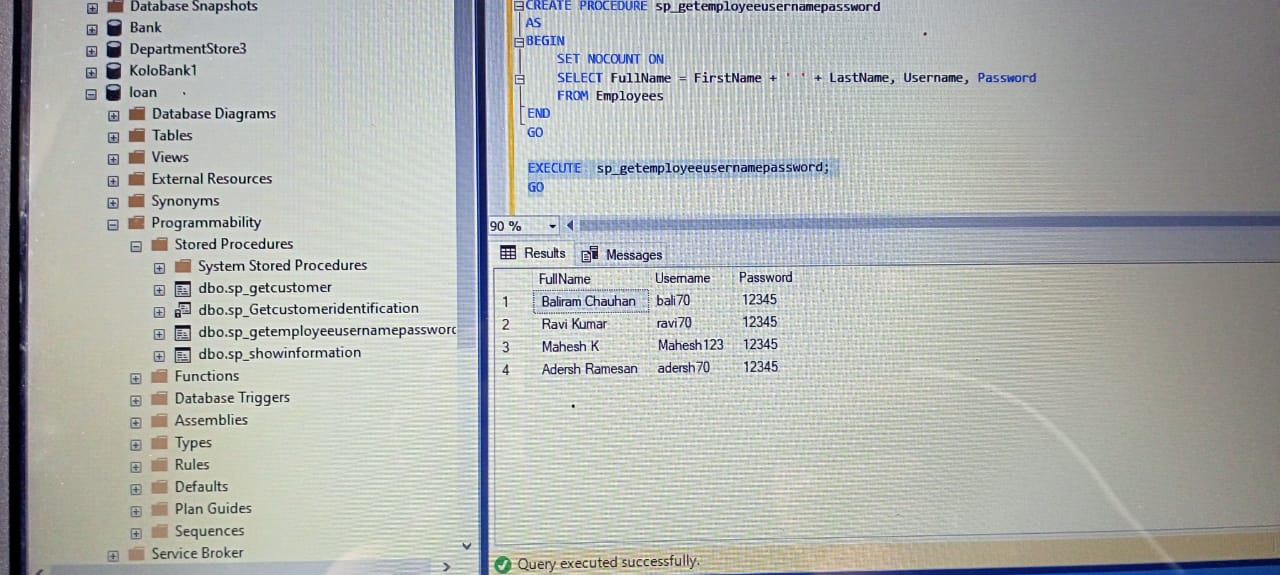 Database Snapshots
Bank
DepartmentStore3
KoloBank1
loan
Database Diagrams
Tables
Views
External Resources
Synonyms
Programmability
Stored Procedures
System Stored Procedures
dbo.sp_getcustomer
dbo.sp_Getcustomeridentification
dbo.sp_getemployeeusernamepassword
dbo.sp_showinformation
Functions
Database Triggers
Assemblies
Types
Rules
Defaults
Plan Guides
Sequences
Service Broker
CREATE PROCEDURE sp_getemployeeusernamepassword
AS
BEGIN
SET NOCOUNT ON
SELECT FullName = FirstName + ' ' + LastName, Username, Password
FROM Employees
END
GO
EXECUTE sp_getemployeeusernamepassword;
GO
90 %
Results Messages
FullName Username Password
1 Baliram Chauhan bali70 12345
2 Ravi Kumar ravi70 12345
3 Mahesh K Mahesh123 12345
4 Adersh Ramesan adersh70 12345
Query executed successfully.